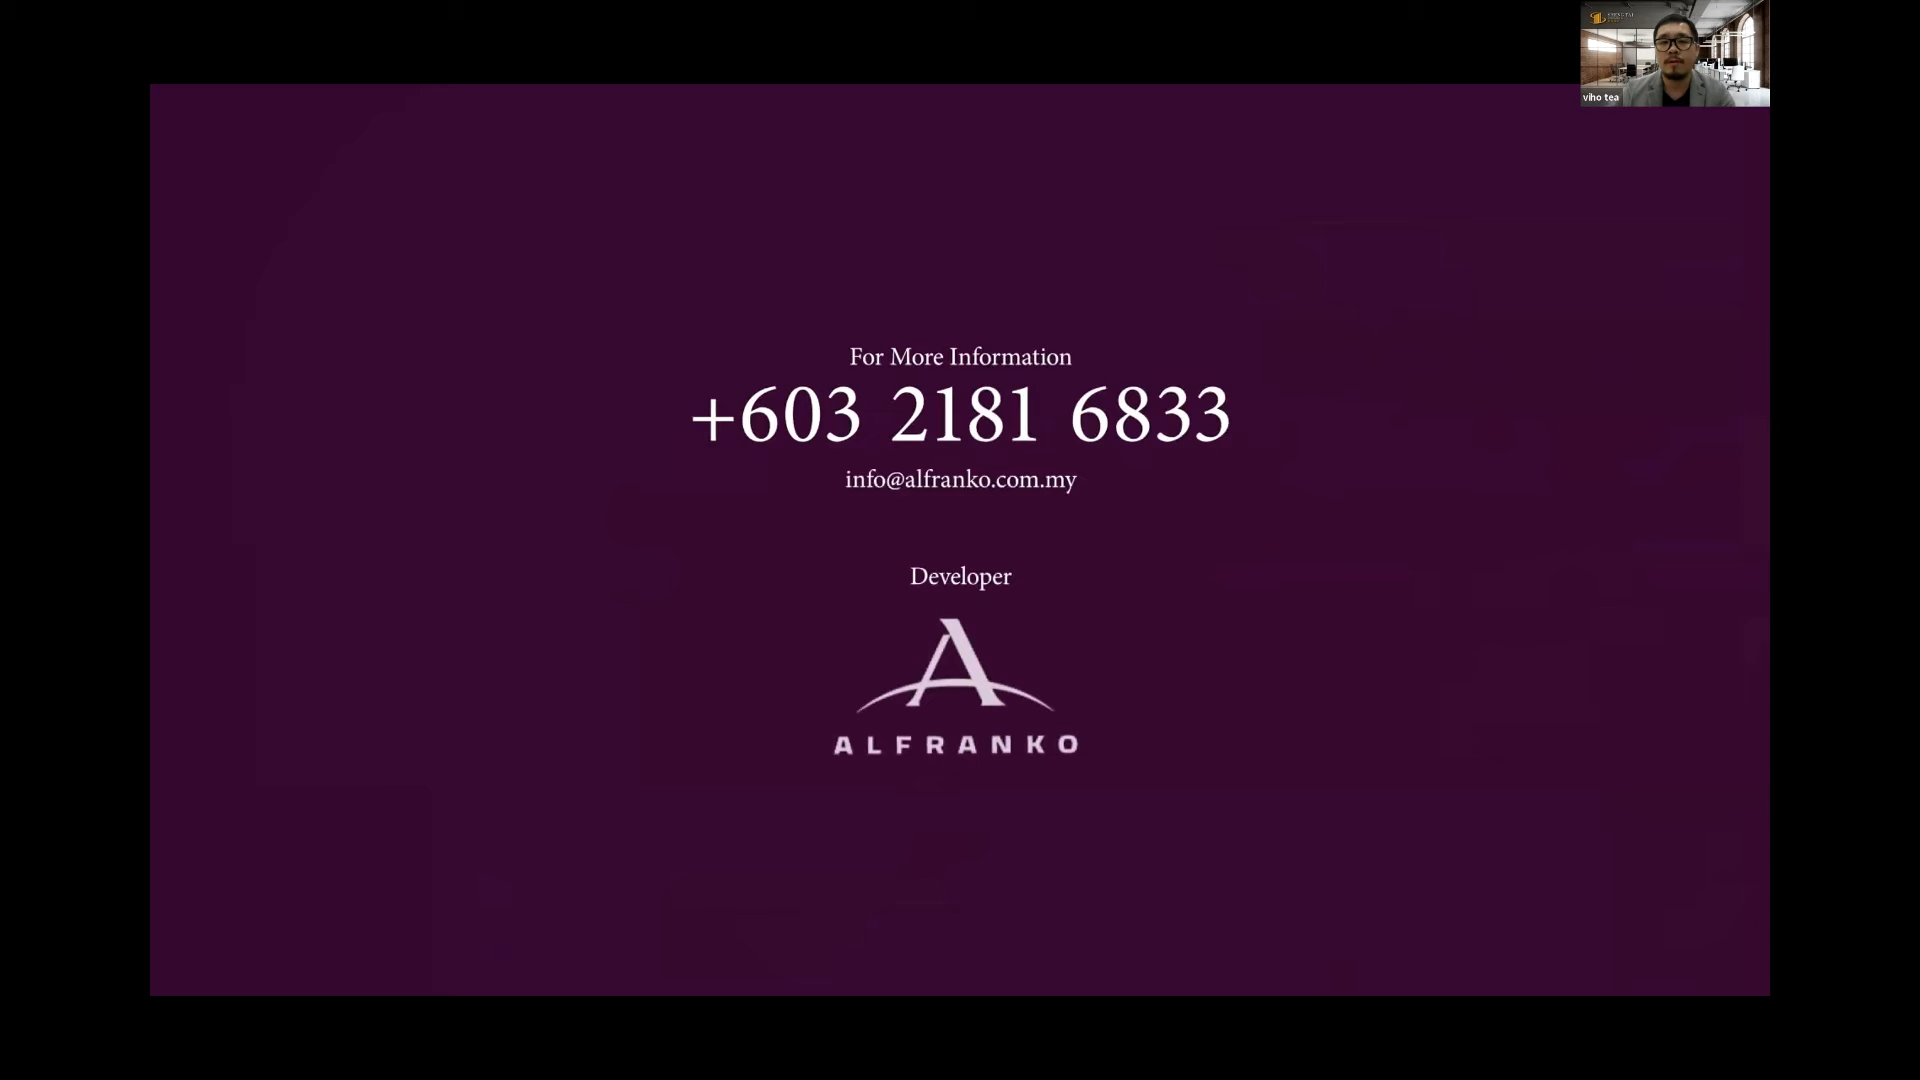 For More Information
+603 2181 6833
info@alfranko.com.my
Developer
ALFRANKO
viho tea